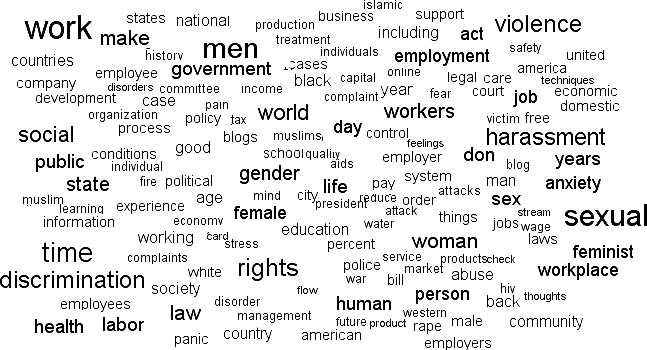 islamic
states national business support
work make production including act violence
countries history men treatment individuals employment safety united
company employee government cases online legal care america techniques
development disorders committee income black capital year fear court job economic
organization case pain policy tax world complaint workers victim free domestic
social process blogs muslims day control feelings harassment
public conditions good school quality aids employer don blog years
state individual fire political gender life pay system man anxiety
muslim learning experience age mind city president reduce order attacks sex
information economy female water attack things jobs stream wage sexual
time working card stress education percent woman laws feminist
discrimination complaints white rights police service market products check workplace
employees society flow war bill abuse hiv
health labor law disorder management human person back thoughts
panic country american future product western rape male community
employers